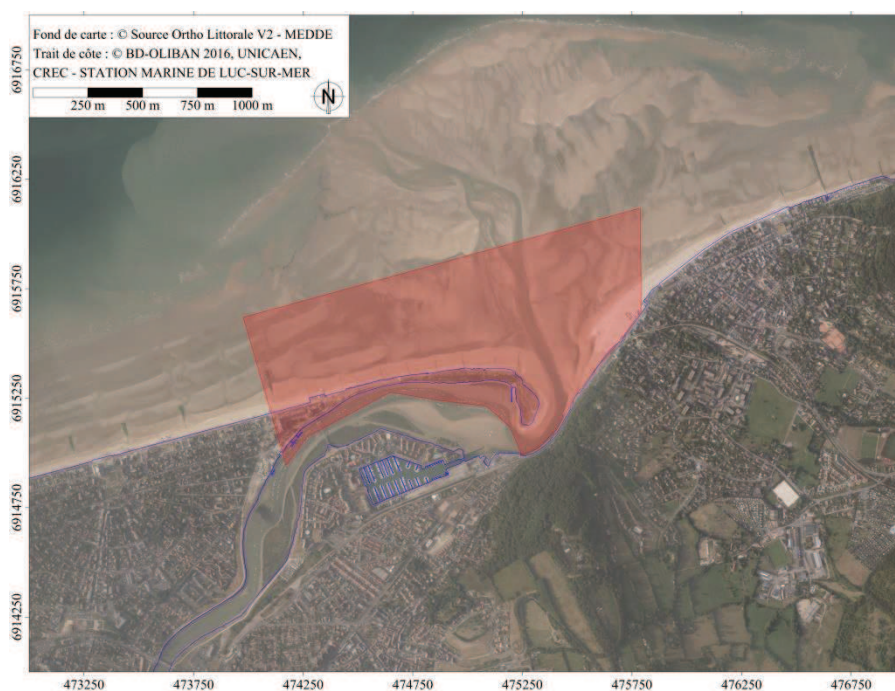 Fond de carte : © Source Ortho Littorale V2 - MEDDE
Trait de côte : © BD-OLIBAN 2016, UNICAEN,
CREC - STATION MARINE DE LUC-SUR-MER
N
250 m 500 m 750 m 1000 m
6916750
6916250
6915750
6915250
6914750
6914250
473250 473750 474250 474750 475250 475750 476250 476750